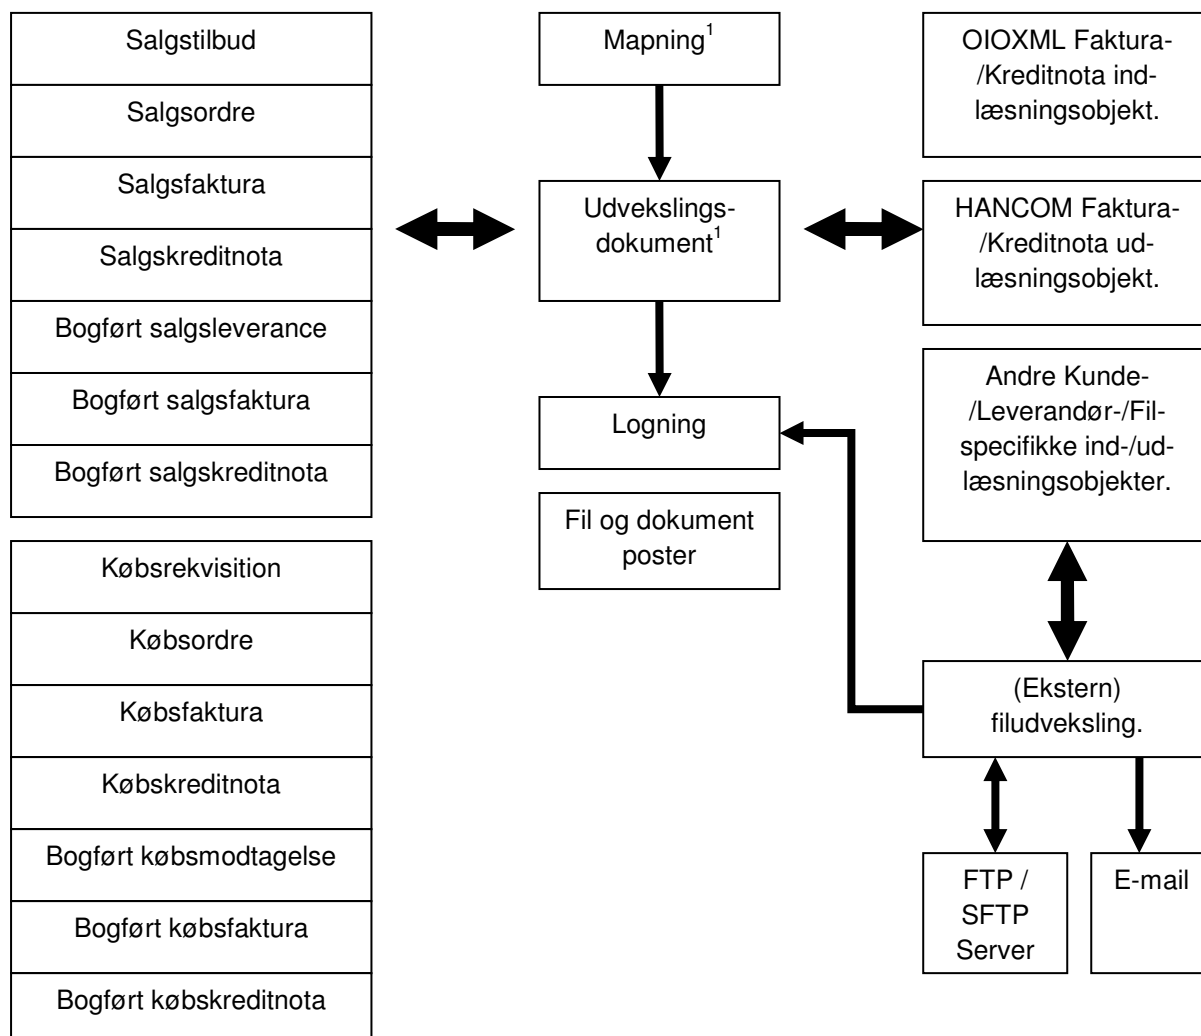 Salgstilbud
Salgsordre
Salgsfaktura
Salgskreditnota
Bogført salgsleverance
Bogført salgsfaktura
Bogført salgskreditnota
Købsrekvisition
Købsordre
Købsfaktura
Købskreditnota
Bogført købsmodtagelse
Bogført købsfaktura
Bogført købskreditnota
Mapning¹
Udvekslings-
dokument¹
Logning
Fil og dokument
poster
OIOXML Faktura-
/Kreditnota ind-
læsningsobjekt.
HANCOM Faktura-
/Kreditnota ud-
læsningsobjekt.
Andre Kunde-
/Leverandør-/Fil-
specifikke ind-/ud-
læsningsobjekter.
(Ekstern)
filudveksling.
FTP /
SFTP
Server
E-mail